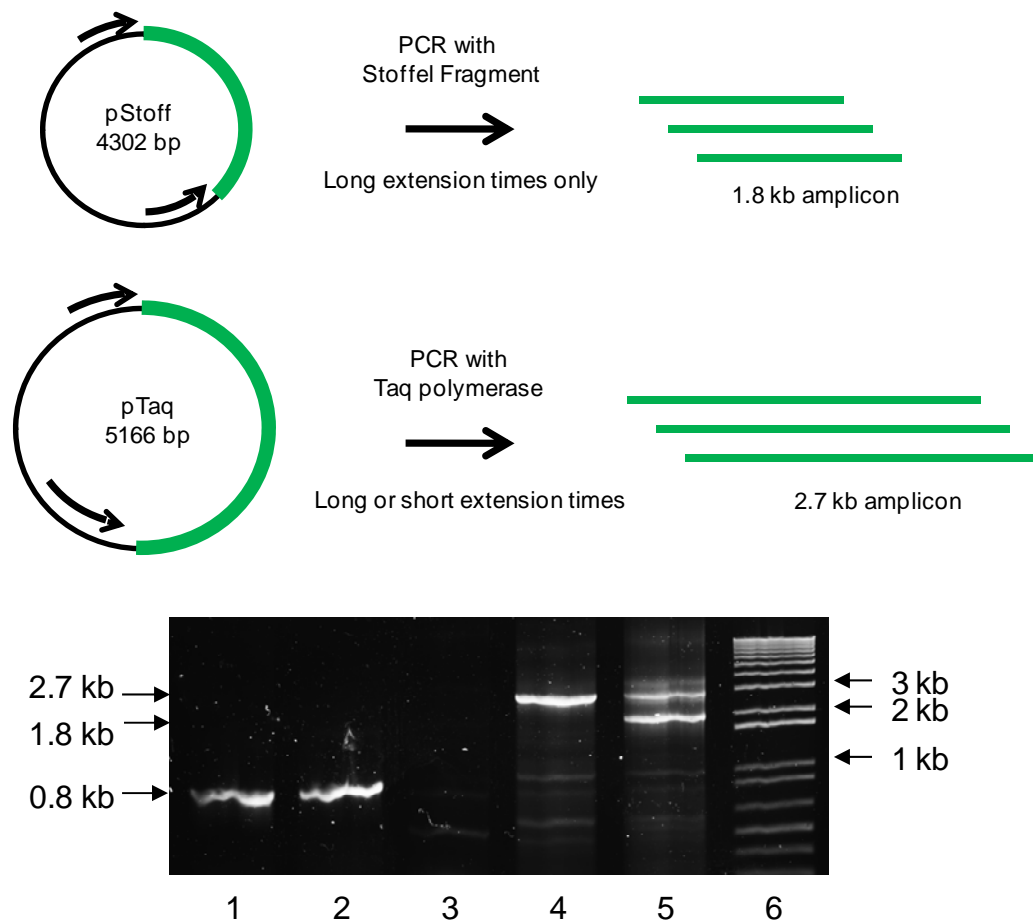 pStoff
4302 bp
PCR with
Stoffel Fragment
Long extension times only
1.8 kb amplicon
pTaq
5166 bp
PCR with
Taq polymerase
Long or short extension times
2.7 kb amplicon
2.7 kb
1.8 kb
0.8 kb
3 kb
2 kb
1 kb
1 2 3 4 5 6